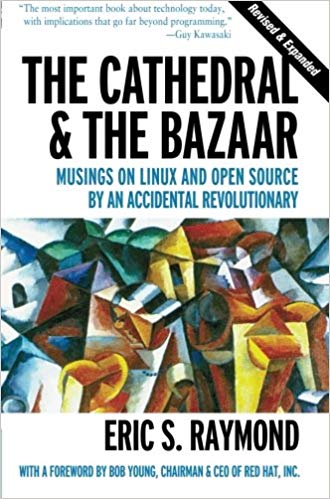 "The most important book about technology today,
with implications that go far beyond programming."
—Guy Kawasaki
Revised & Expanded
THE CATHEDRAL
& THE BAZAAR
MUSINGS ON LINUX AND OPEN SOURCE
BY AN ACCIDENTAL REVOLUTIONARY
ERIC S. RAYMOND
WITH A FOREWORD BY BOB YOUNG, CHAIRMAN & CEO OF RED HAT, INC.